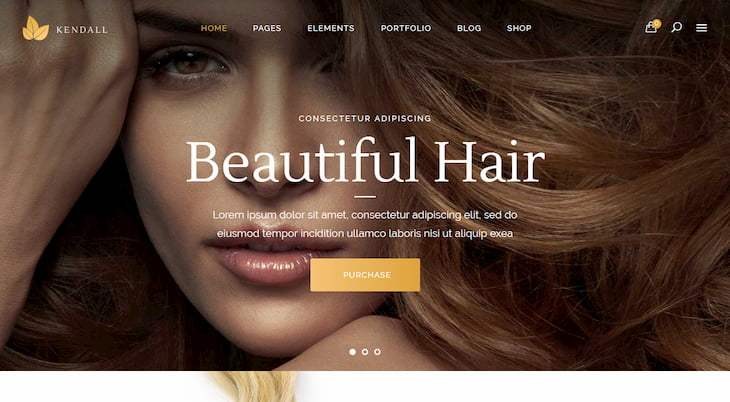 KENDALL
HOME PAGES ELEMENTS PORTFOLIO BLOG SHOP
0
CONSECTETUR ADIPISCING
Beautiful Hair
Lorem ipsum dolor sit amet, consectetur adipiscing elit, sed do
eiusmod tempor incidition ullamco laboris nisi ut aliquip exea
PURCHASE